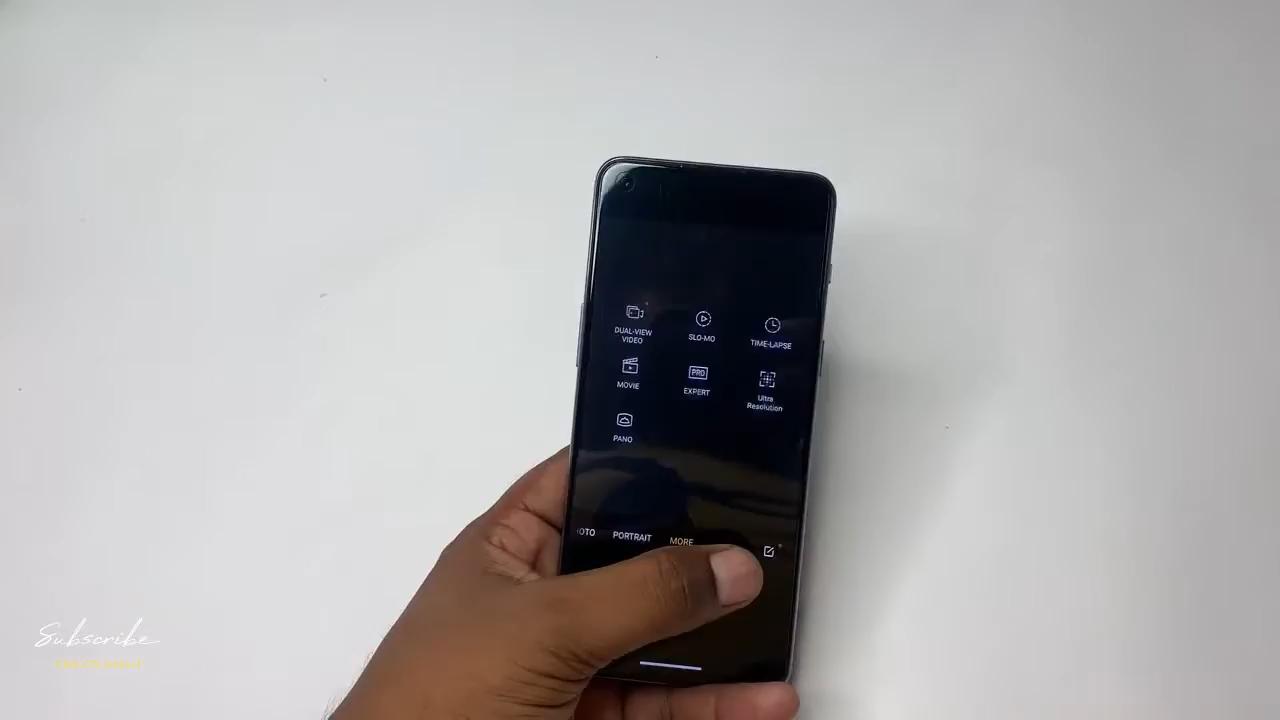 DUAL-VIEW
VIDEO
SLO-MO
TIME-LAPSE
MOVIE
PRO
EXPERT
Ultra
Resolution
PANO
OTO
PORTRAIT
MORE
Subscribe